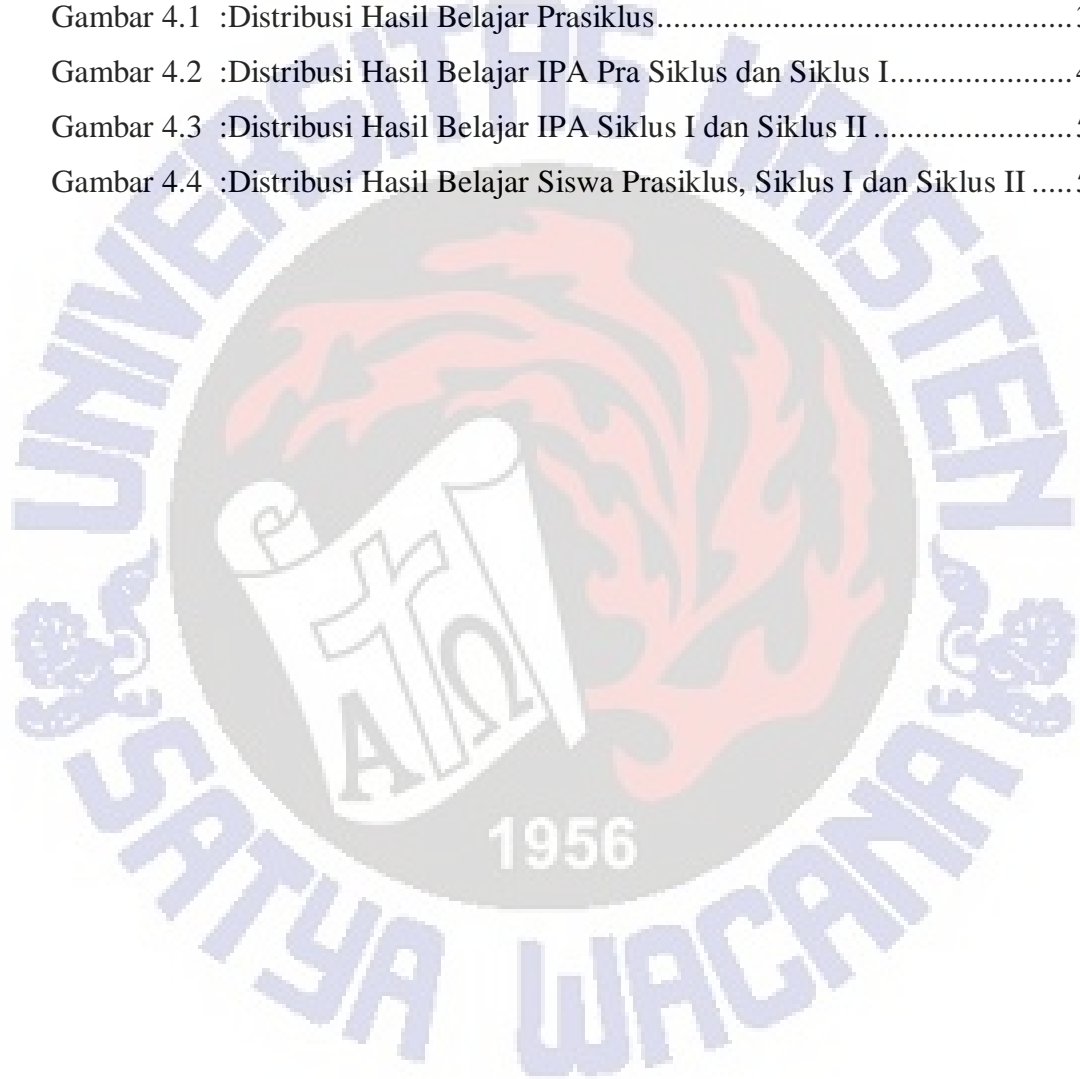 Gambar 4.1 :Distribusi Hasil Belajar Prasiklus
Gambar 4.2 :Distribusi Hasil Belajar IPA Pra Siklus dan Siklus I
Gambar 4.3 :Distribusi Hasil Belajar IPA Siklus I dan Siklus II
Gambar 4.4 :Distribusi Hasil Belajar Siswa Prasiklus, Siklus I dan Siklus II
UNIVERSITAS KRISTEN
Α Ω
1956
SATYA WACANA